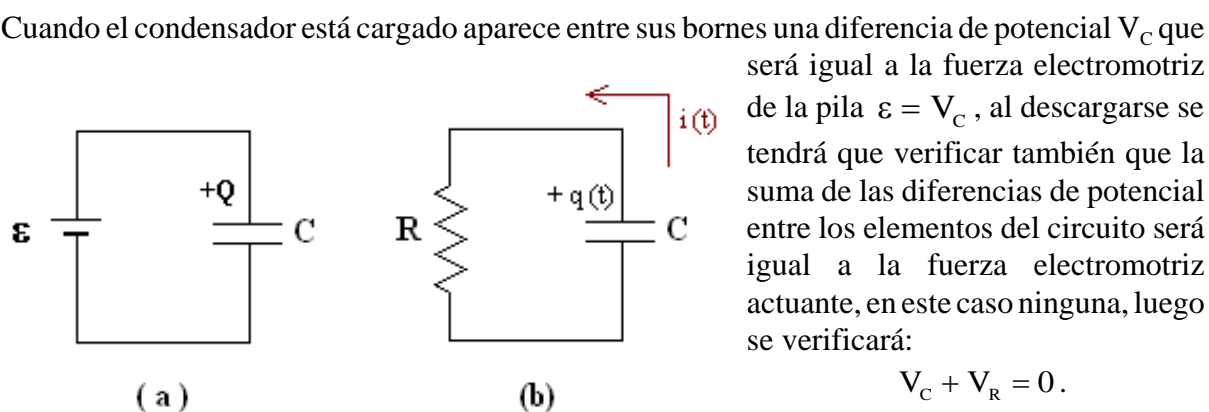 Cuando el condensador está cargado aparece entre sus bornes una diferencia de potencial V_C que
será igual a la fuerza electromotriz
de la pila ε = V_C , al descargarse se
tendrá que verificar también que la
suma de las diferencias de potencial
entre los elementos del circuito será
igual a la fuerza electromotriz
actuante, en este caso ninguna, luego
se verificará:
V_C + V_R = 0 .
ε
+Q
C
( a )
i (t)
R
+ q (t)
C
(b)